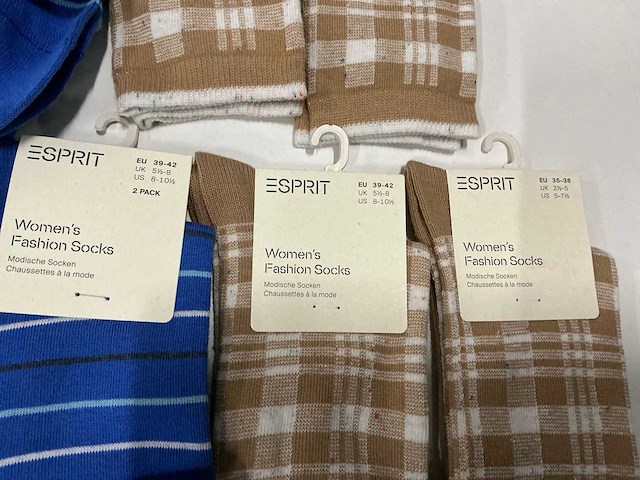 ESPRIT
EU 39-42
UK 5½-8
US 8-10½
2 PACK
Women's
Fashion Socks
Modische Socken
Chaussettes à la mode
ESPRIT
EU 39-42
UK 5½-8
US 8-10½
Women's
Fashion Socks
Modische Socken
Chaussettes à la mode
ESPRIT
EU 35-38
UK 2½-5
US 5-7½
Women's
Fashion Socks
Modische Socken
Chaussettes à la mode